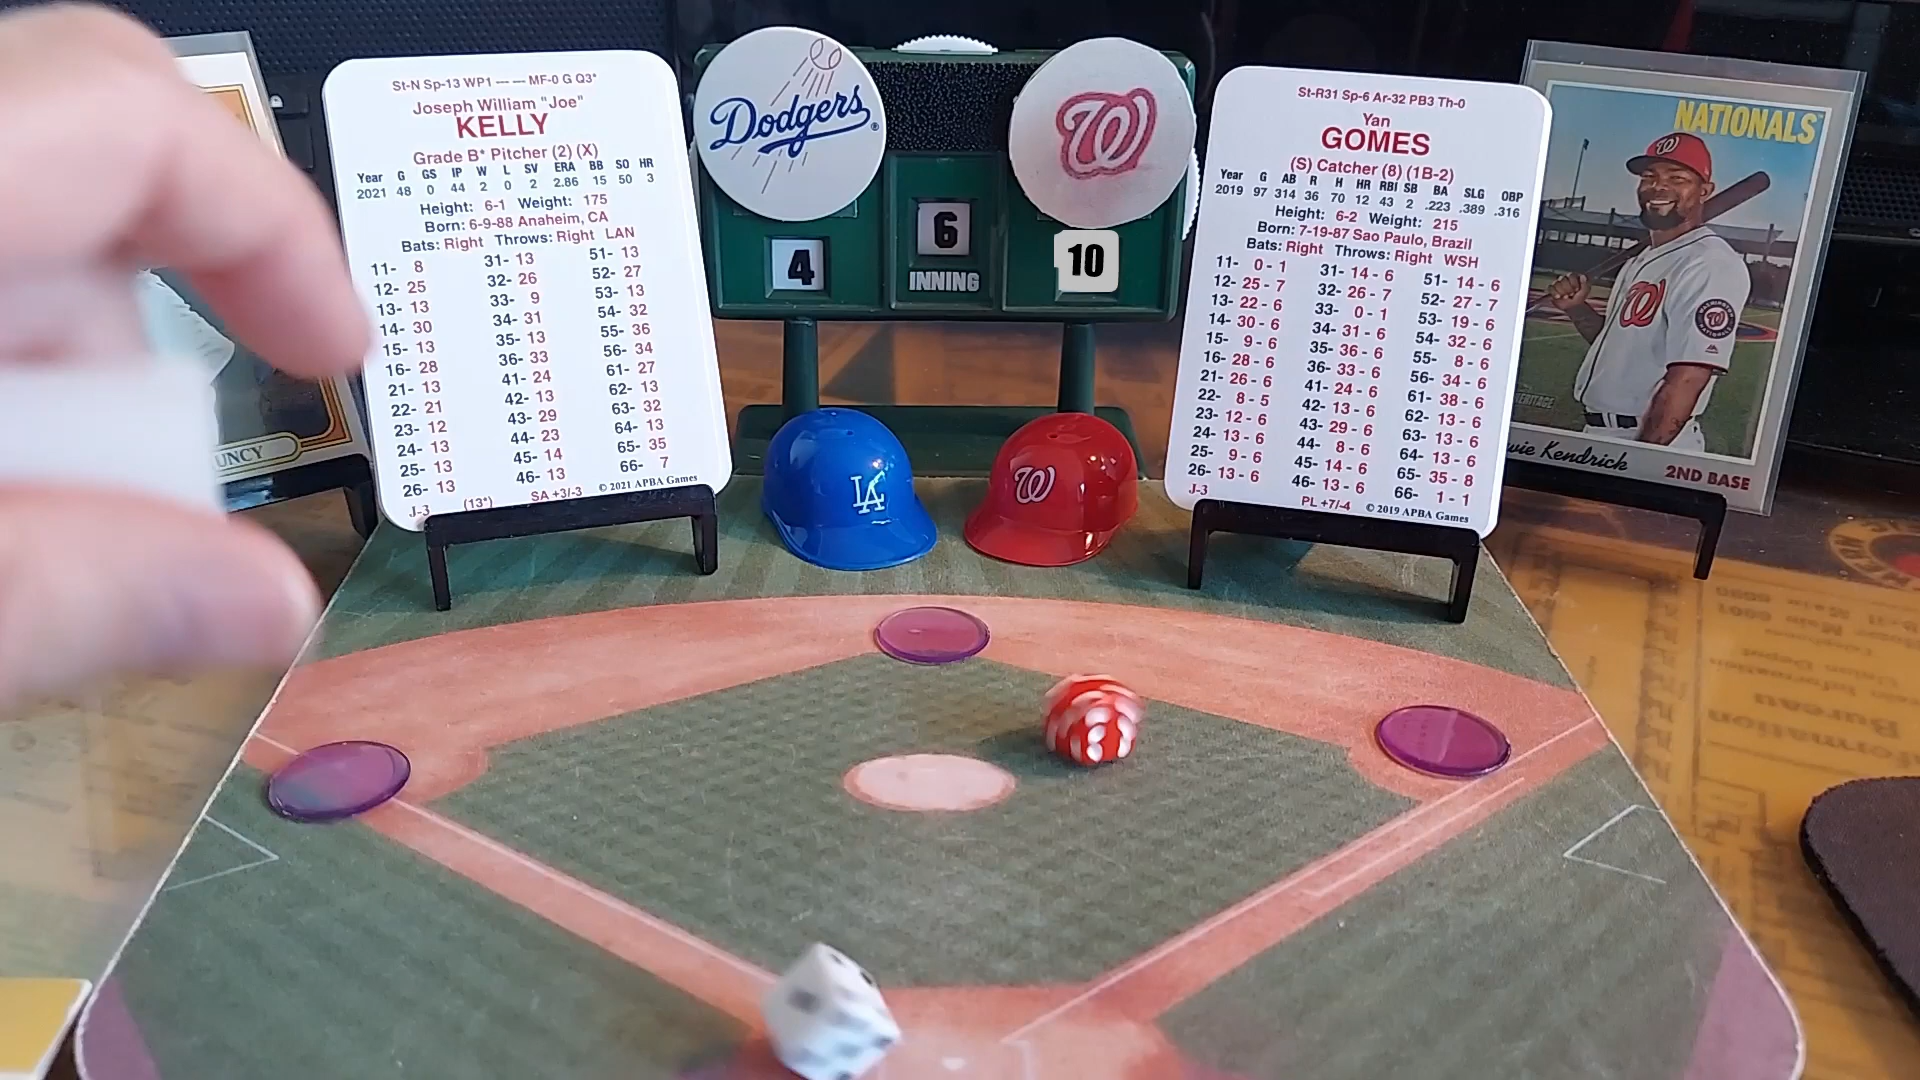 St-N Sp-13 WP1 --- --- MF-0 G Q3*
Joseph William "Joe"
KELLY
Grade B* Pitcher (2) (X)
Year G GS IP W L SV ERA BB SO HR
2021 48 0 44 2 0 2 2.86 15 50 3
Height: 6-1 Weight: 175
Born: 6-9-88 Anaheim, CA
Bats: Right Throws: Right LAN
11- 8 31- 13 51- 13
12- 25 32- 26 52- 27
13- 13 33- 9 53- 13
14- 30 34- 31 54- 32
15- 13 35- 13 55- 36
16- 28 36- 33 56- 34
21- 13 41- 24 61- 27
22- 21 42- 13 62- 13
23- 12 43- 29 63- 32
24- 13 44- 23 64- 13
25- 13 45- 14 65- 35
26- 13 46- 13 66- 7
J-3 (13*) SA +3/-3 © 2021 APBA Games
UNCY
Dodgers
W
4
6
INNING
10
LA
W
St-R31 Sp-6 Ar-32 PB3 Th-0
Yan
GOMES
(S) Catcher (8) (1B-2)
Year G AB R H HR RBI SB BA SLG OBP
2019 97 314 36 70 12 43 2 .223 .389 .316
Height: 6-2 Weight: 215
Born: 7-19-87 Sao Paulo, Brazil
Bats: Right Throws: Right WSH
11- 0 - 1 31- 14 - 6 51- 14 - 6
12- 25 - 7 32- 26 - 7 52- 27 - 7
13- 22 - 6 33- 0 - 1 53- 19 - 6
14- 30 - 6 34- 31 - 6 54- 32 - 6
15- 9 - 6 35- 36 - 6 55- 8 - 6
16- 28 - 6 36- 33 - 6 56- 34 - 6
21- 26 - 6 41- 24 - 6 61- 38 - 6
22- 8 - 5 42- 13 - 6 62- 13 - 6
23- 12 - 6 43- 29 - 6 63- 13 - 6
24- 13 - 6 44- 8 - 6 64- 13 - 6
25- 9 - 6 45- 14 - 6 65- 35 - 8
26- 13 - 6 46- 13 - 6 66- 1 - 1
J-3 PL +7/-4 © 2019 APBA Games
NATIONALS
HERITAGE
wie Kendrick
2ND BASE
Information
Bureau